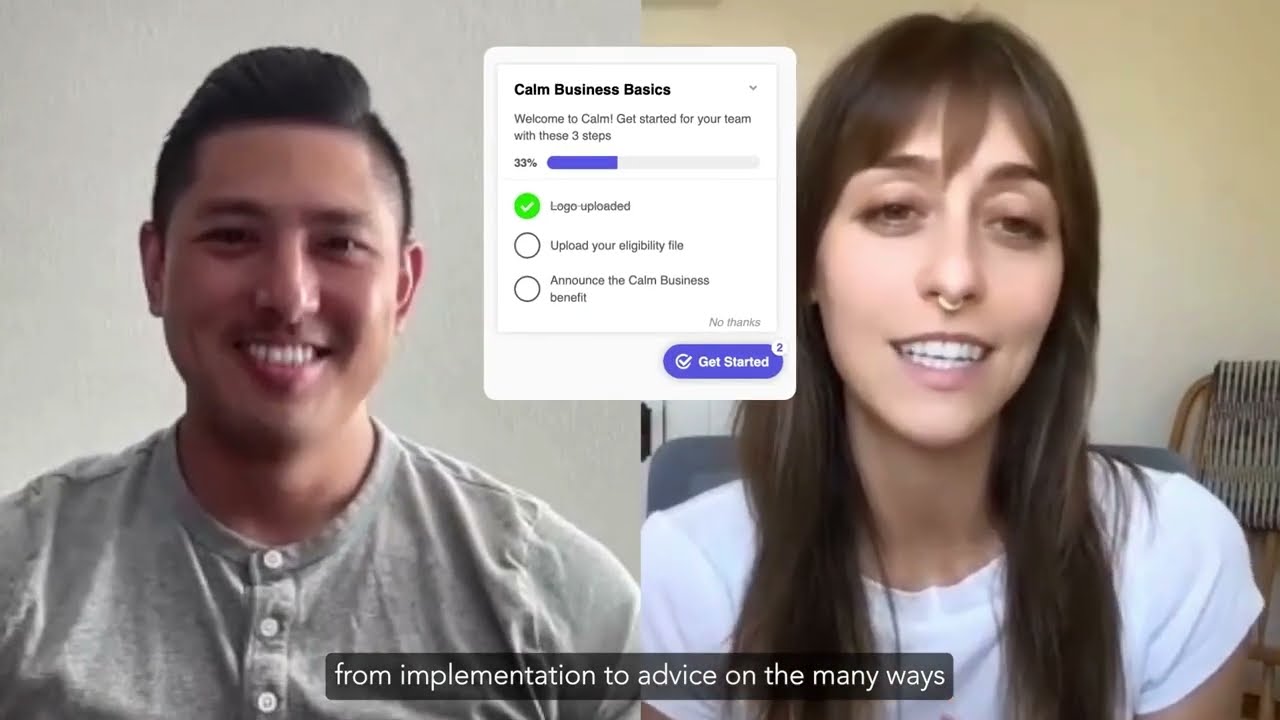 Calm Business Basics
Welcome to Calm! Get started for your team
with these 3 steps
33%
Logo uploaded
Upload your eligibility file
Announce the Calm Business
benefit
No thanks
Get Started
2
from implementation to advice on the many ways